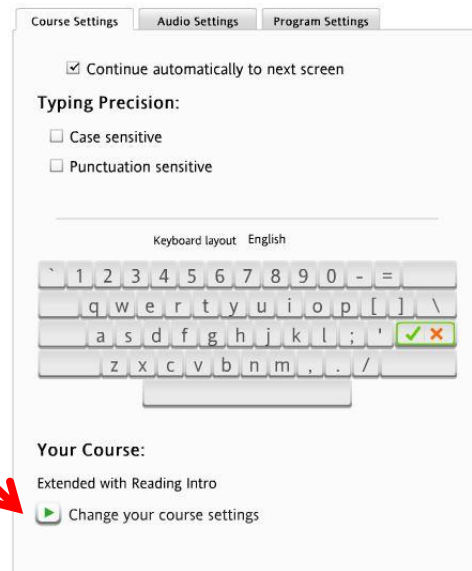 Course Settings Audio Settings Program Settings
Continue automatically to next screen
Typing Precision:
Case sensitive
Punctuation sensitive
Keyboard layout English
` 1 2 3 4 5 6 7 8 9 0 - =
q w e r t y u i o p [ ] \
a s d f g h j k l ; '
z x c v b n m , . /
Your Course:
Extended with Reading Intro
Change your course settings